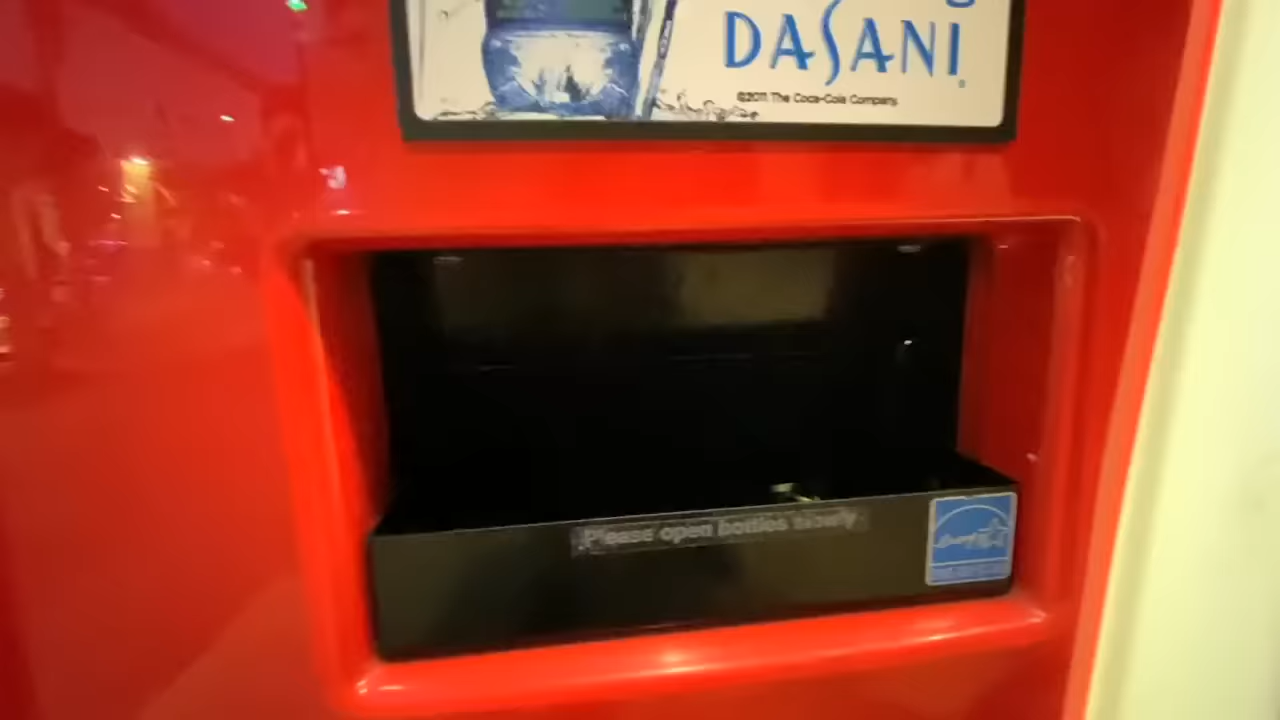 DASANI
©2011 The Coca-Cola Company.
Please open bottles slowly.